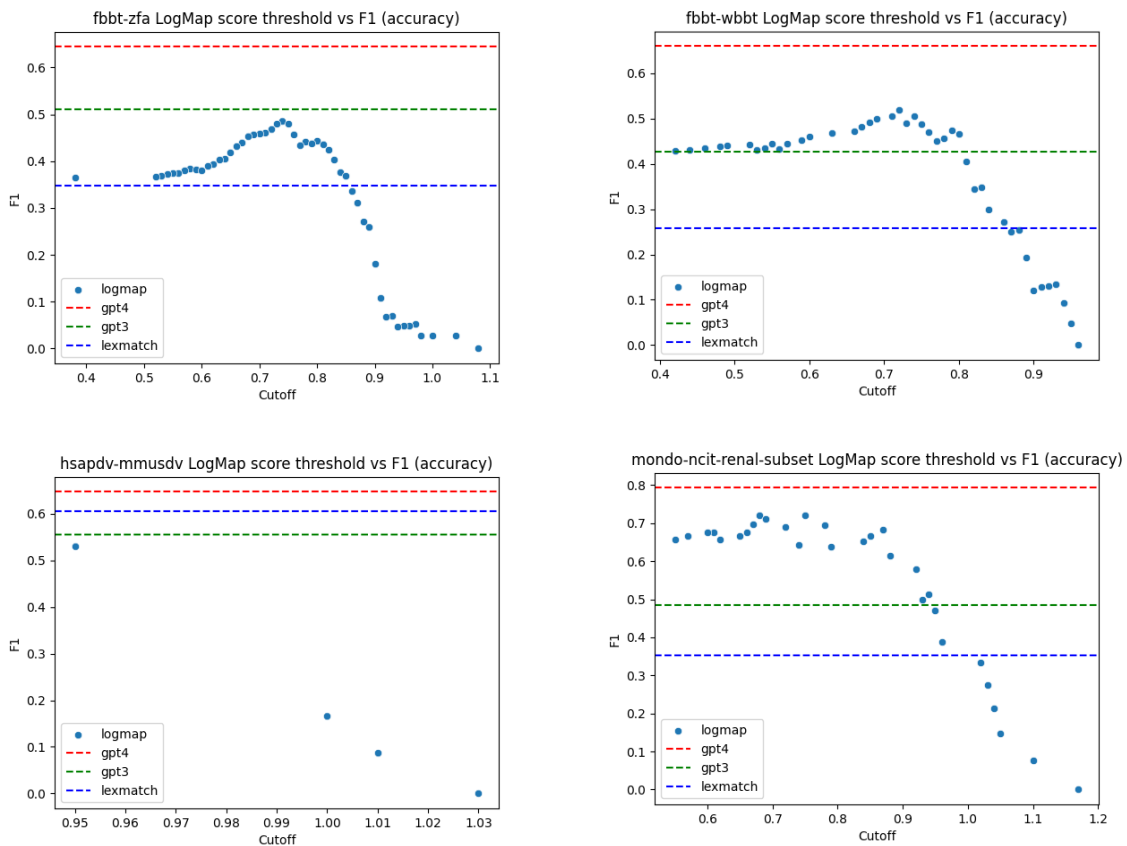 fbbt-zfa LogMap score threshold vs F1 (accuracy)
0.6
0.5
0.4
0.3
0.2
0.1
0.0
F1
logmap
gpt4
gpt3
lexmatch
0.4 0.5 0.6 0.7 0.8 0.9 1.0 1.1
Cutoff
fbbt-wbbt LogMap score threshold vs F1 (accuracy)
0.6
0.5
0.4
0.3
0.2
0.1
0.0
F1
logmap
gpt4
gpt3
lexmatch
0.4 0.5 0.6 0.7 0.8 0.9
Cutoff
hsapdv-mmusdv LogMap score threshold vs F1 (accuracy)
0.6
0.5
0.4
0.3
0.2
0.1
0.0
F1
logmap
gpt4
gpt3
lexmatch
0.95 0.96 0.97 0.98 0.99 1.00 1.01 1.02 1.03
Cutoff
mondo-ncit-renal-subset LogMap score threshold vs F1 (accuracy)
0.8
0.7
0.6
0.5
0.4
0.3
0.2
0.1
0.0
F1
logmap
gpt4
gpt3
lexmatch
0.6 0.7 0.8 0.9 1.0 1.1 1.2
Cutoff